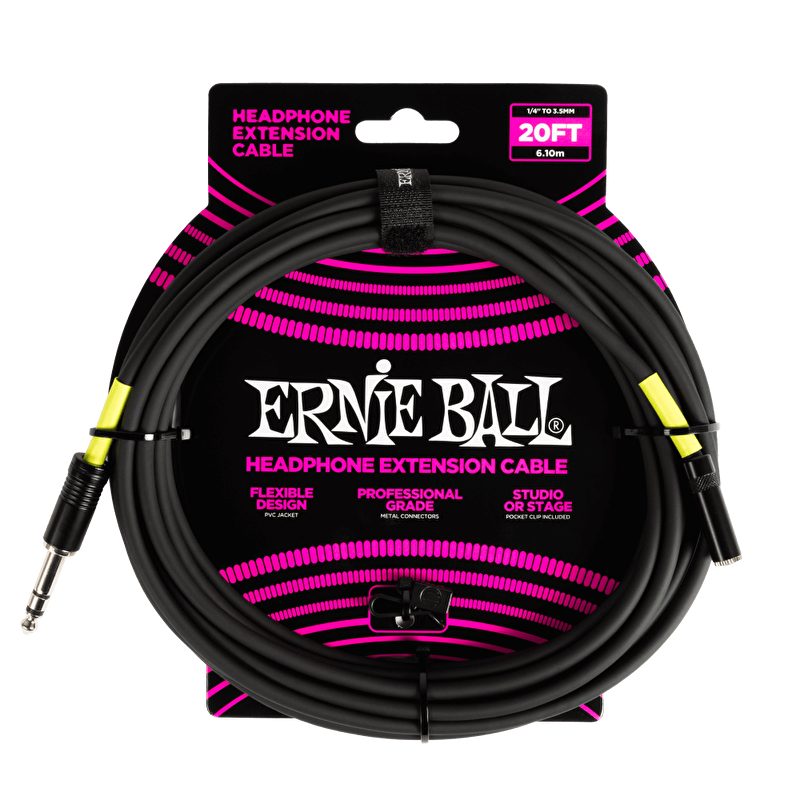 HEADPHONE
EXTENSION
CABLE
1/4" TO 3.5MM
20FT
6.10m
ERNIE
ERNIE BALL®
HEADPHONE EXTENSION CABLE
FLEXIBLE
DESIGN
PVC JACKET
PROFESSIONAL
GRADE
METAL CONNECTORS
STUDIO
OR STAGE
POCKET CLIP INCLUDED